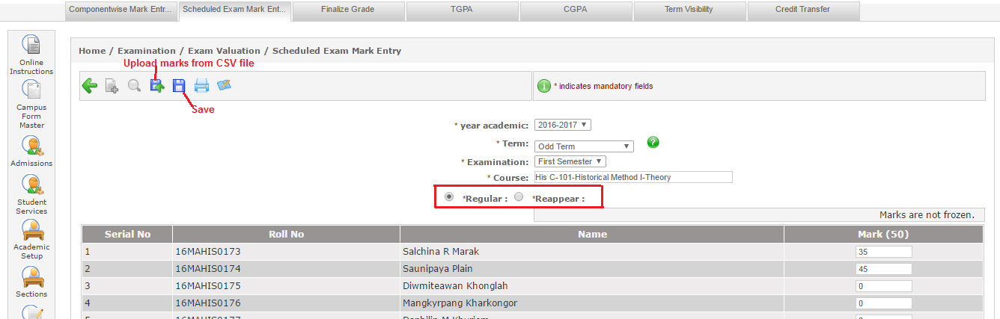 Componentwise Mark Entr... Scheduled Exam Mark Ent... Finalize Grade TGPA CGPA Term Visibility Credit Transfer
Online
Instructions
Campus
Form
Master
Admissions
Student
Services
Academic
Setup
Sections
Home / Examination / Exam Valuation / Scheduled Exam Mark Entry
Upload marks from CSV file
* indicates mandatory fields
Save
* year academic: 2016-2017
* Term: Odd Term
* Examination: First Semester
* Course: His C-101-Historical Method I-Theory
*Regular : *Reappear :
Marks are not frozen.
Serial No Roll No Name Mark (50)
1 16MAHIS0173 Salchina R Marak 35
2 16MAHIS0174 Saunipaya Plain 45
3 16MAHIS0175 Diwmiteawan Khonglah 0
4 16MAHIS0176 Mangkyrpang Kharkongor 0